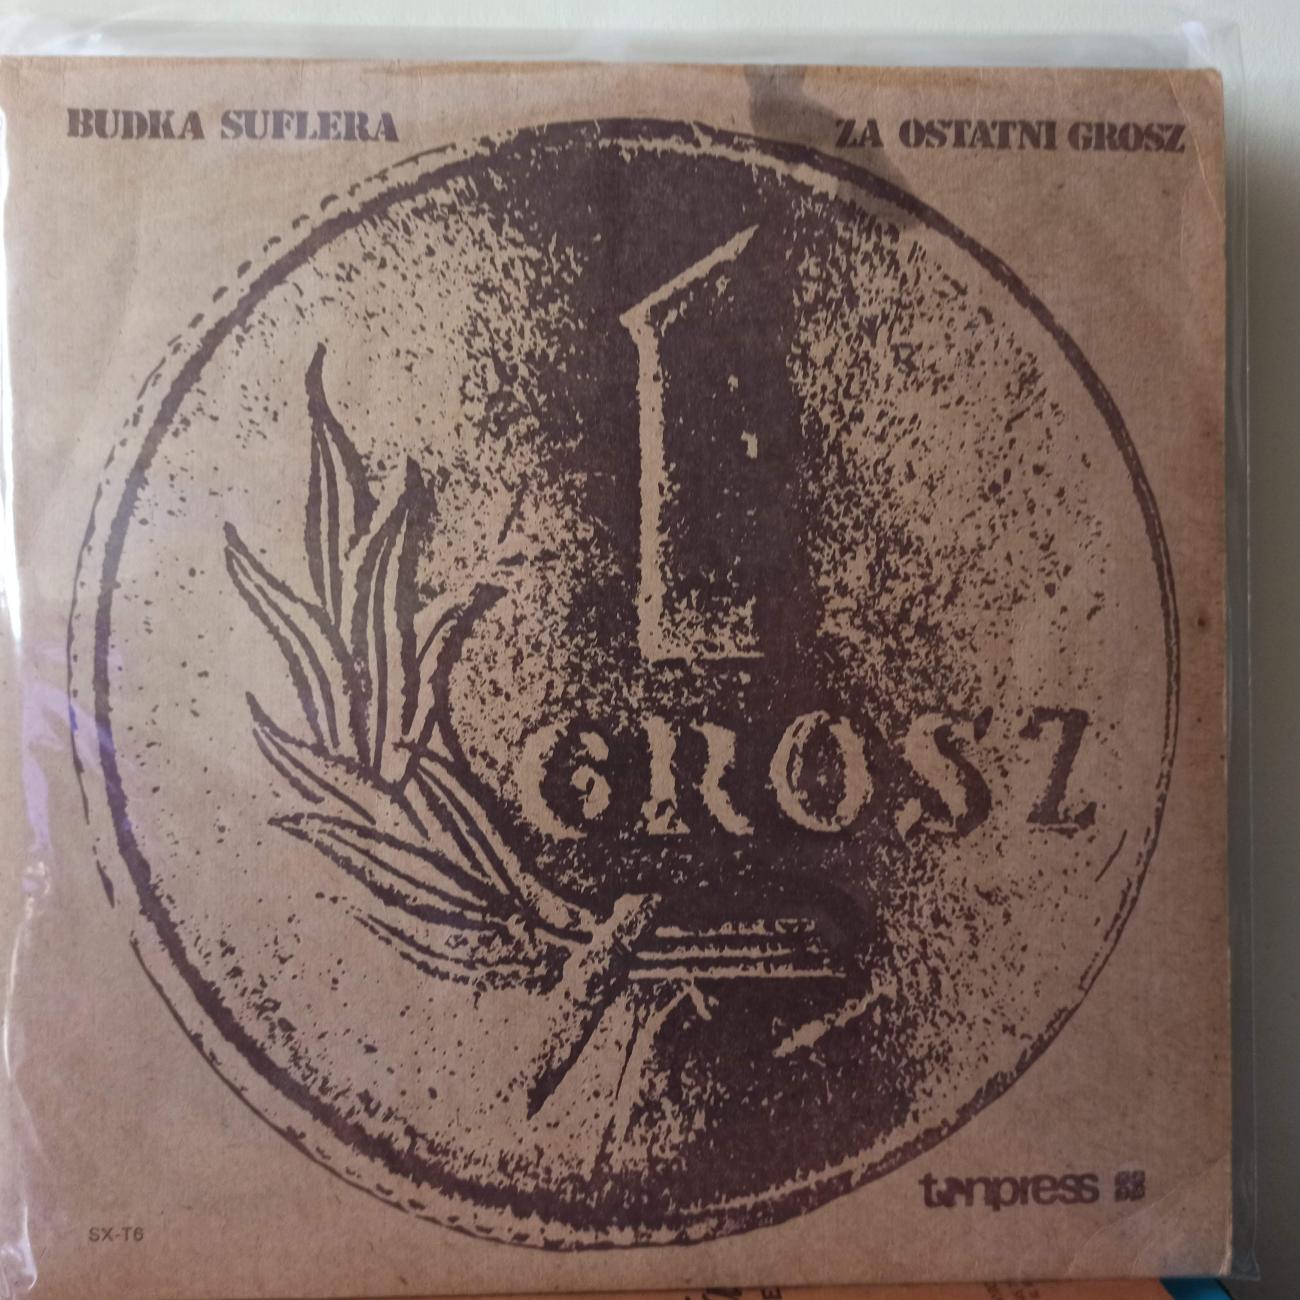 BUDKA SUFLERA
ZA OSTATNI GROSZ
1
GROSZ
tonpress
SX-T6